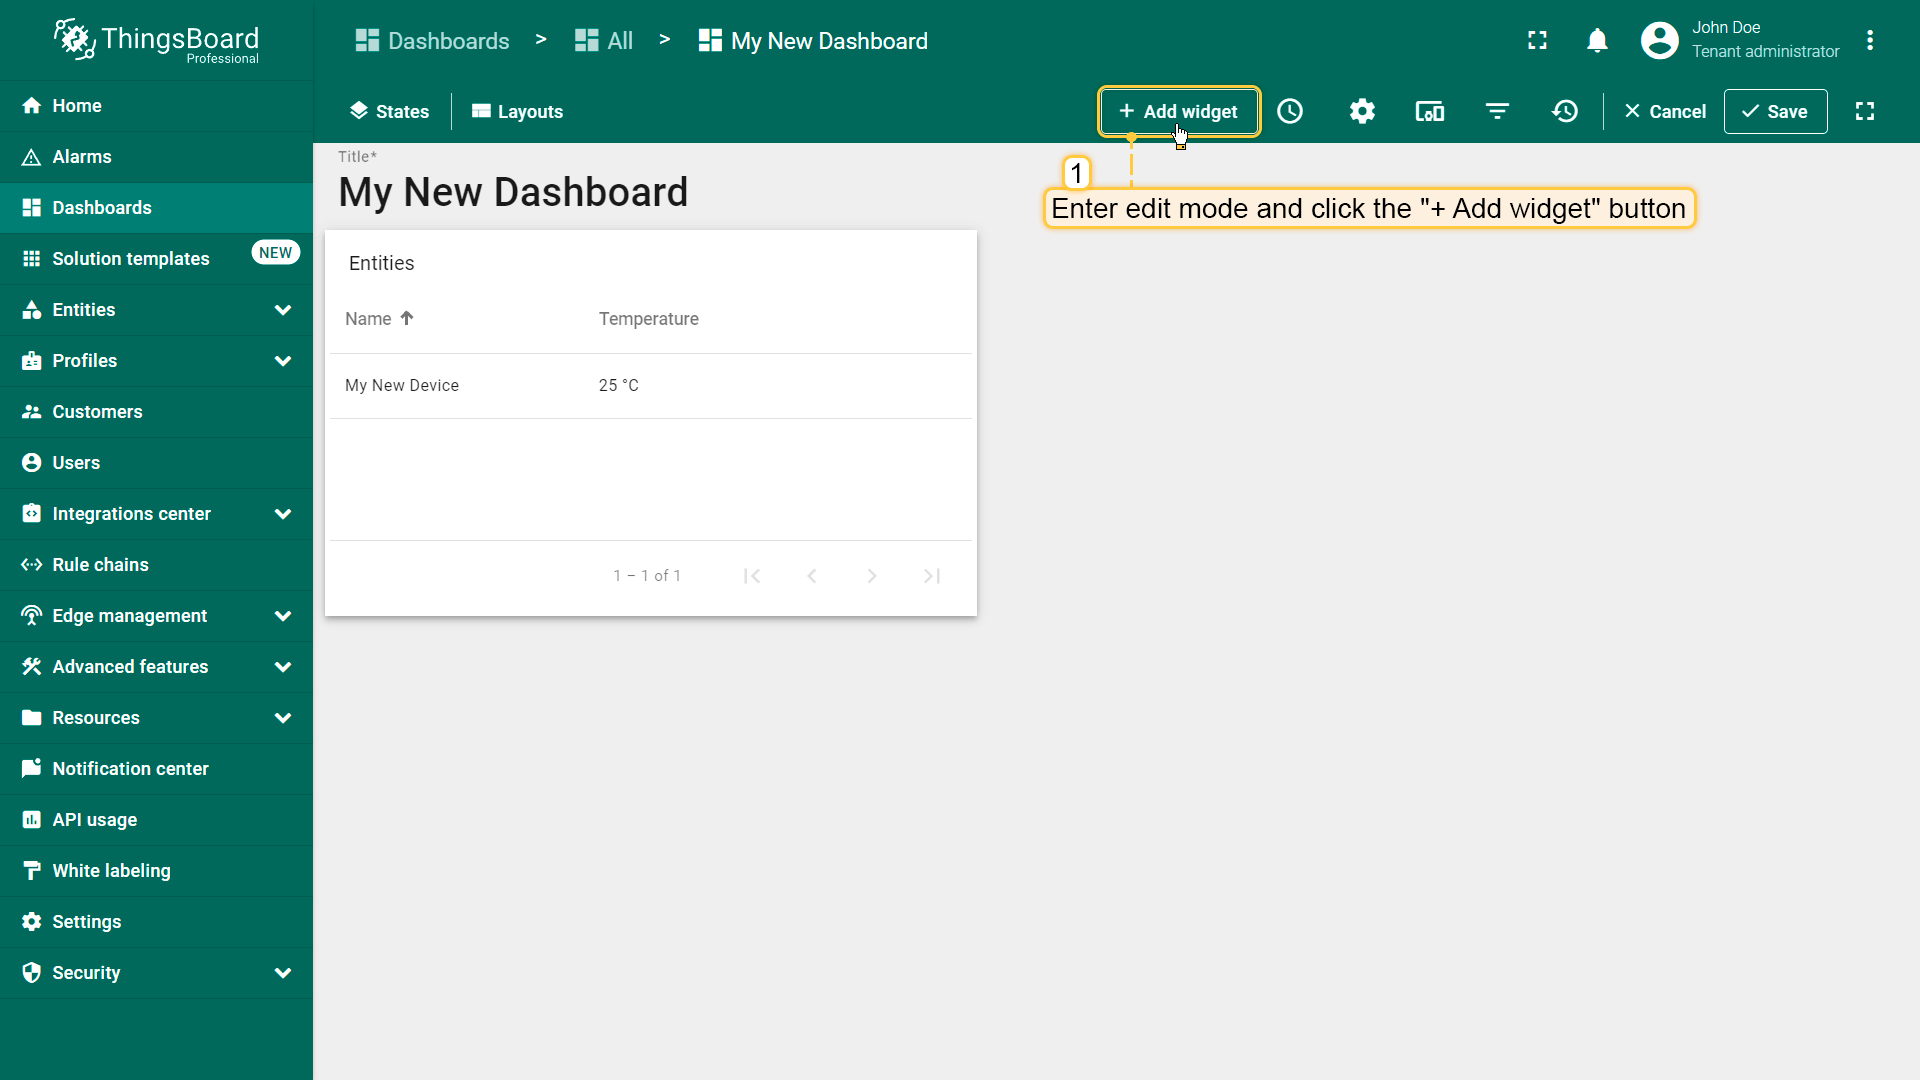 ThingsBoard
Professional
Dashboards > All > My New Dashboard
John Doe
Tenant administrator
Home
Alarms
Dashboards
Solution templates NEW
Entities
Profiles
Customers
Users
Integrations center
Rule chains
Edge management
Advanced features
Resources
Notification center
API usage
White labeling
Settings
Security
States
Layouts
+ Add widget
Cancel
Save
1
Enter edit mode and click the "+ Add widget" button
Title*
My New Dashboard
Entities
Name Temperature
My New Device 25 °C
1 – 1 of 1